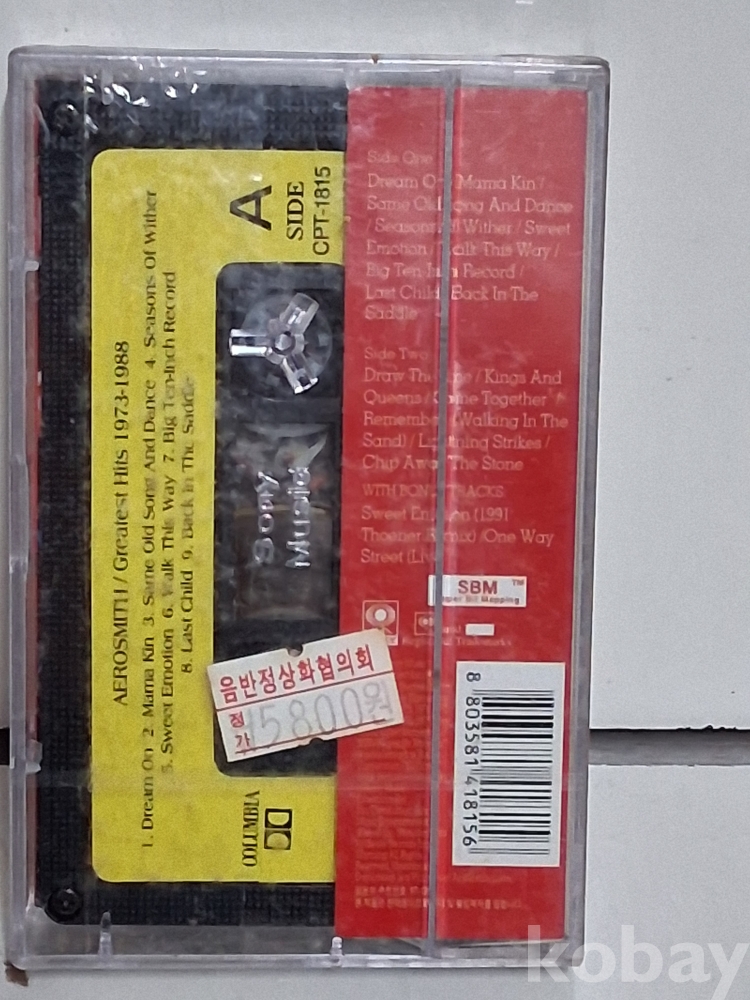 A
SIDE
CPT-1815
AEROSMITH / Greatest Hits 1973-1988
1. Dream On 2. Mama Kin 3. Same Old Song And Dance 4. Seasons Of Wither
5. Sweet Emotion 6. Walk This Way 7. Big Ten-Inch Record
8. Last Child 9. Back In The Saddle
Sony
Music
COLUMBIA
음반정상화협의회
정가
5800원
Side One
Dream On / Mama Kin /
Same Old Song And Dance
/ Seasons Of Wither / Sweet
Emotion / Walk This Way /
Big Ten-Inch Record /
Last Child / Back In The
Saddle
Side Two
Draw The Line / Kings And
Queens / Come Together /
Remember (Walking In The
Sand) / Lightning Strikes /
Chip Away The Stone
WITH BONUS TRACKS
Sweet Emotion (1991
Thoener Remix) / One Way
Street (Live)
SBM™
Super Bit Mapping
and
Registered Trademarks
8 803581 418156
kobay